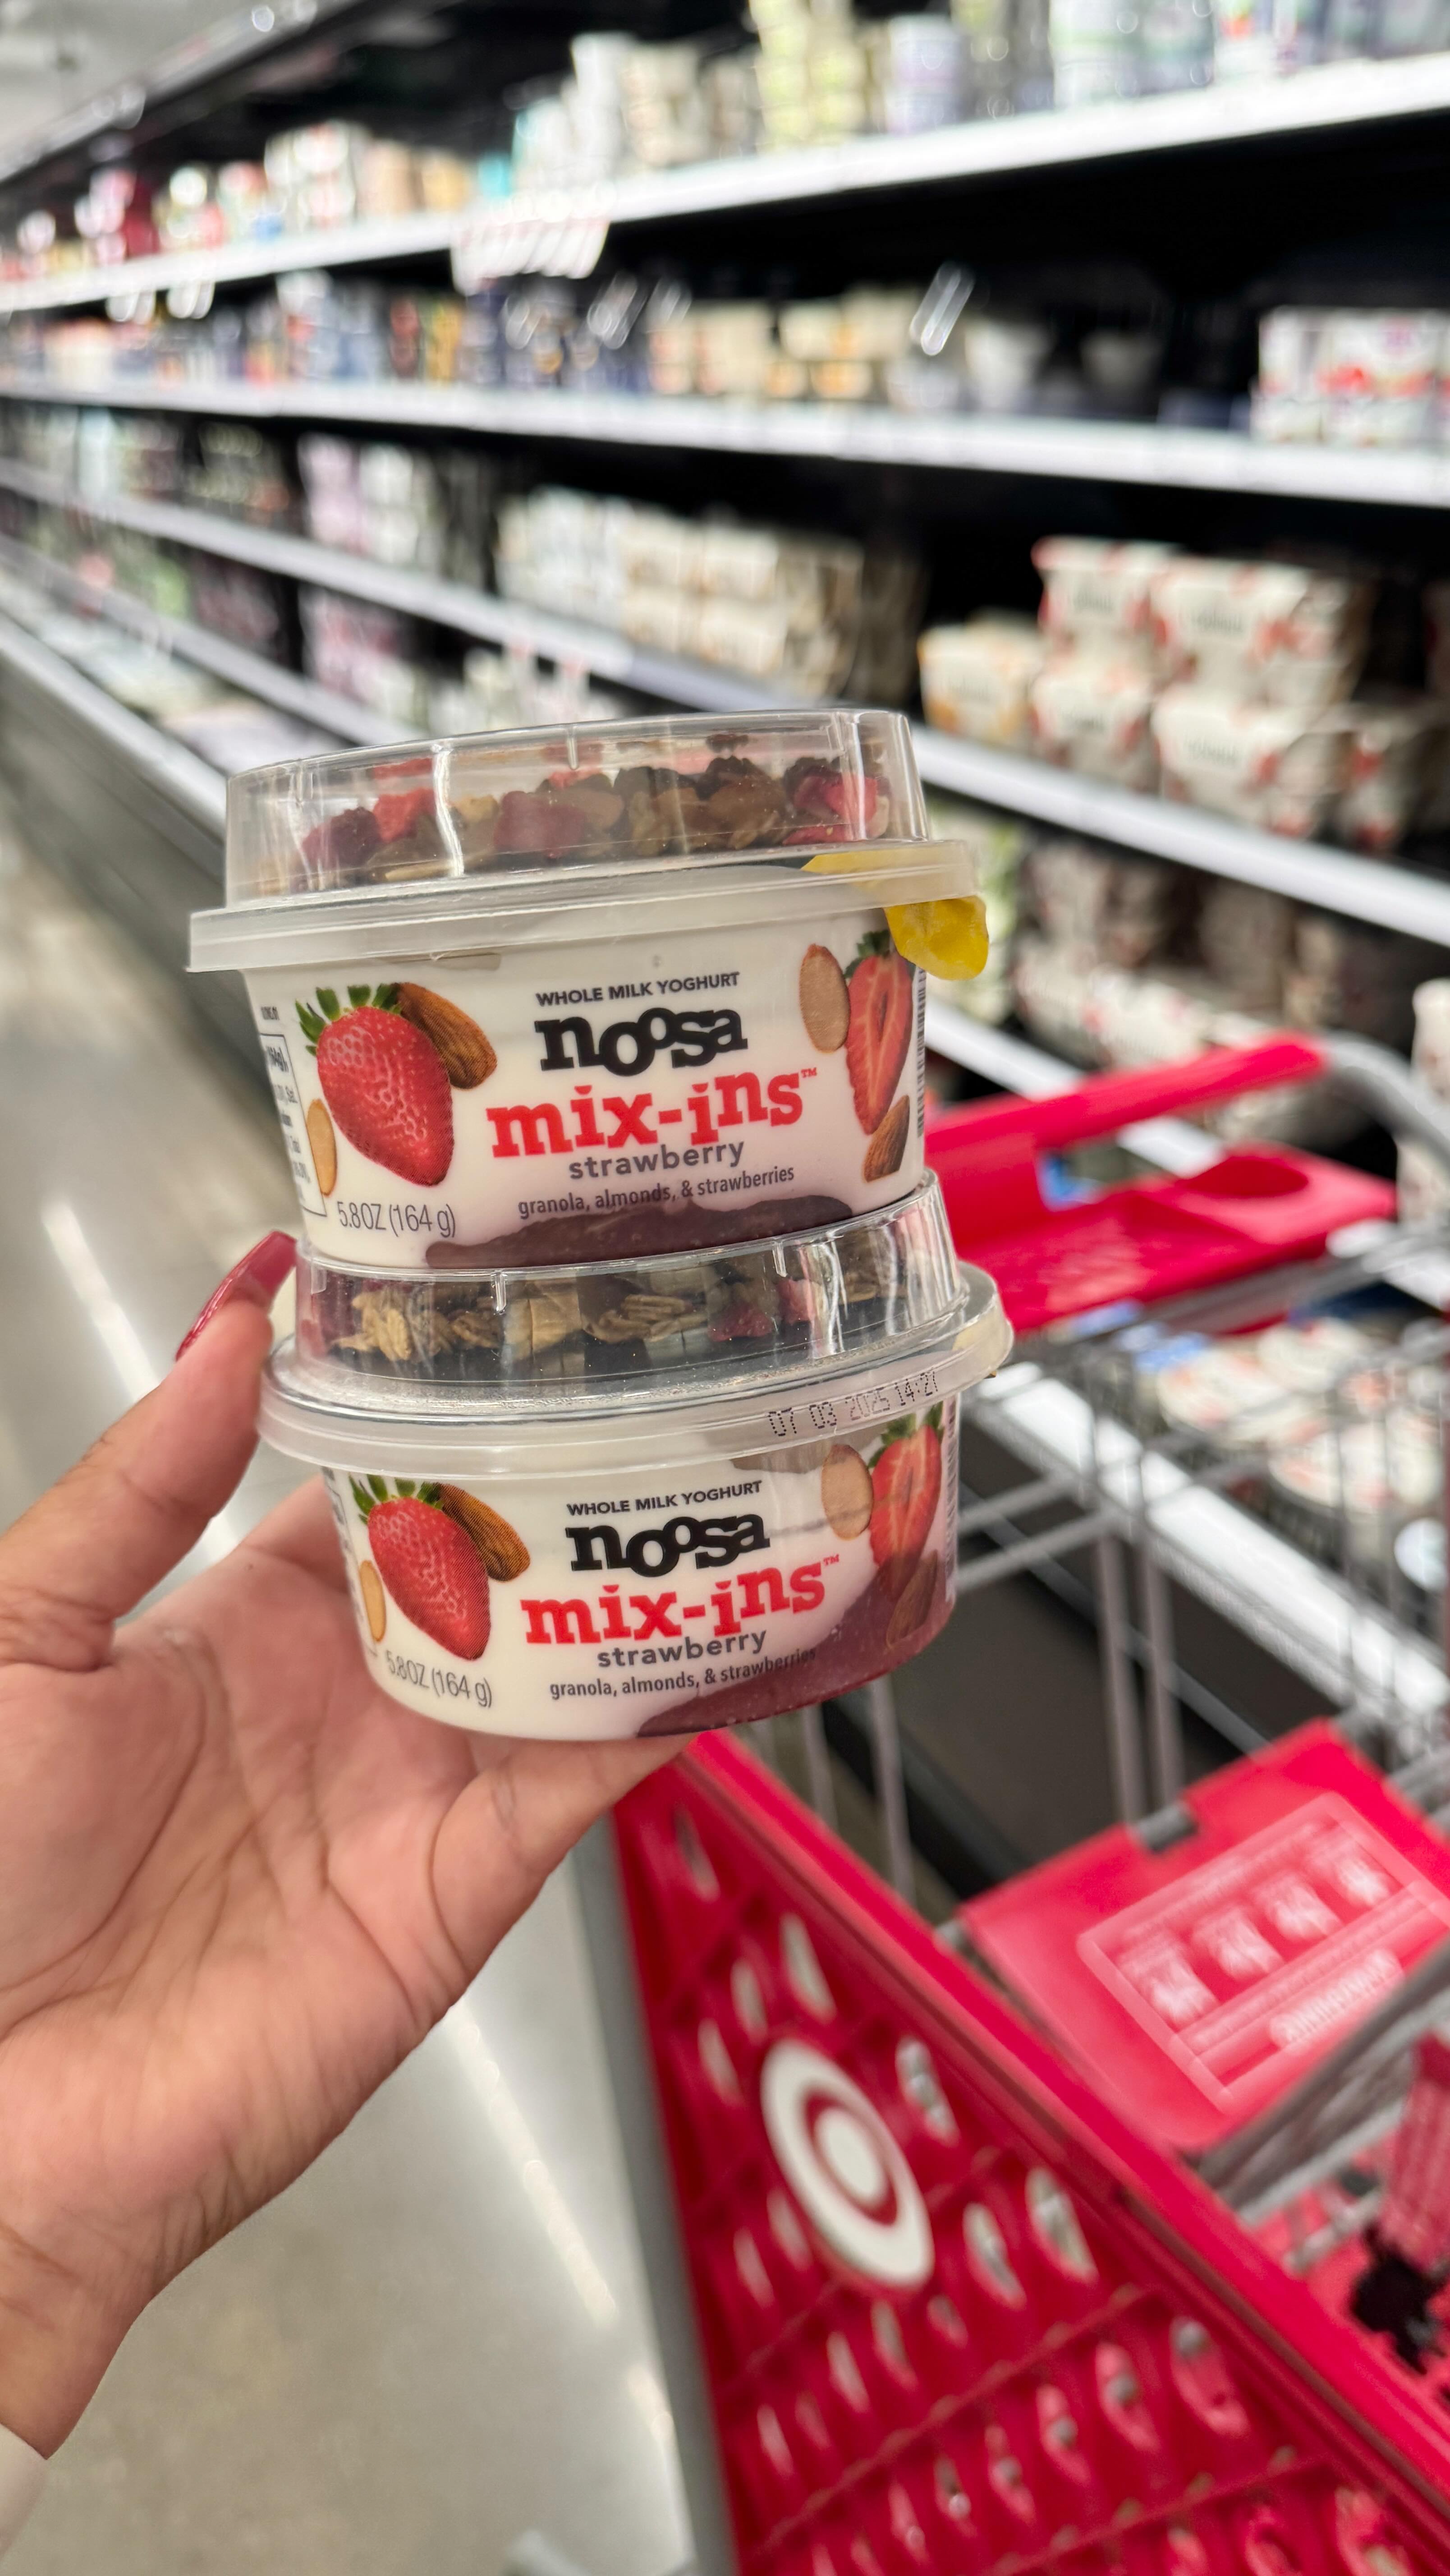 WHOLE MILK YOGHURT
noosa
mix-ins™
strawberry
granola, almonds, & strawberries
5.8OZ (164 g)
07 03 2025 14:27
WHOLE MILK YOGHURT
noosa
mix-ins™
strawberry
granola, almonds, & strawberries
5.8OZ (164 g)